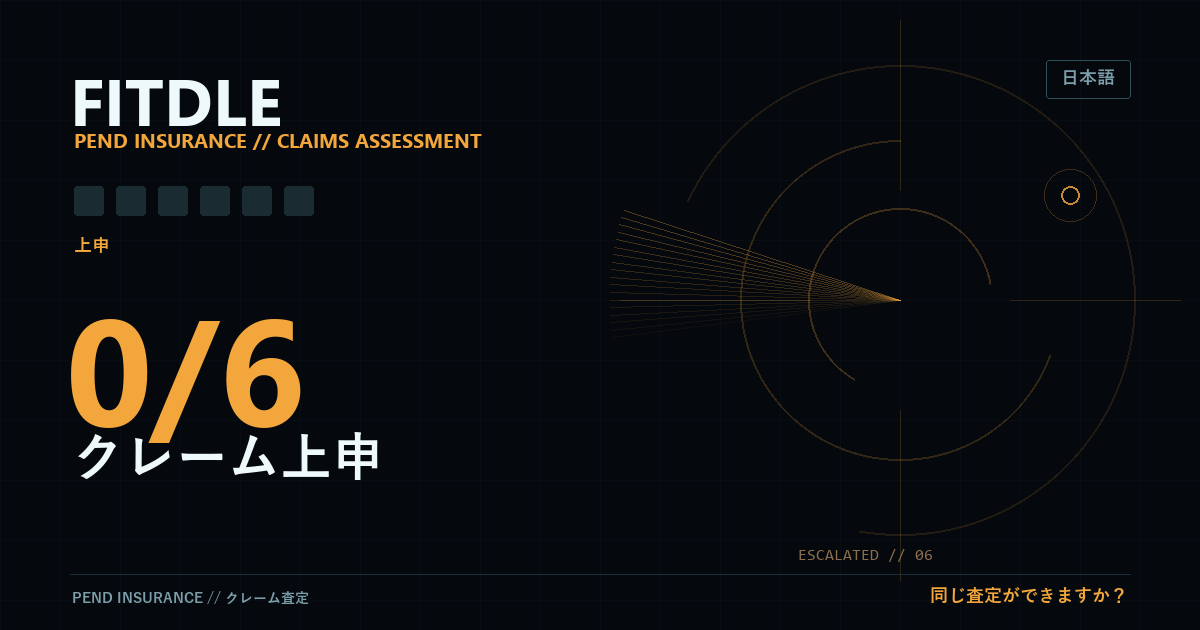 FITDLE
日本語
PEND INSURANCE // CLAIMS ASSESSMENT
上申
0/6
クレーム上申
ESCALATED // 06
PEND INSURANCE // クレーム査定
同じ査定ができますか？